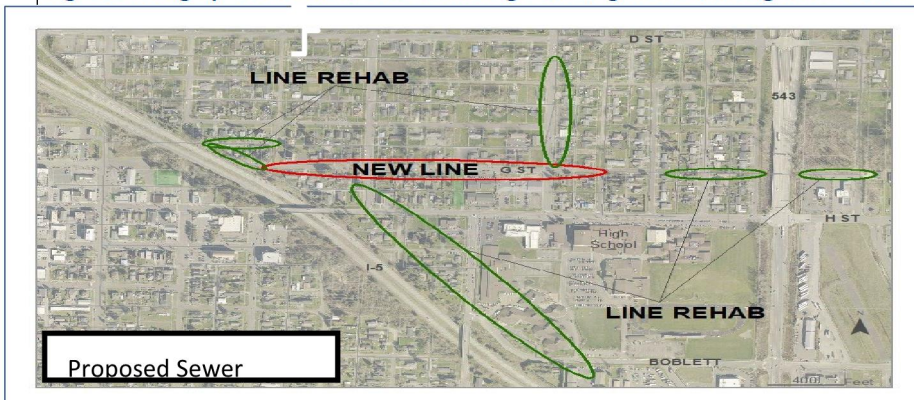 D ST
LINE REHAB
543
NEW LINE
G ST
H ST
High
School
I-5
LINE REHAB
BOBLETT
400 Feet
Proposed Sewer